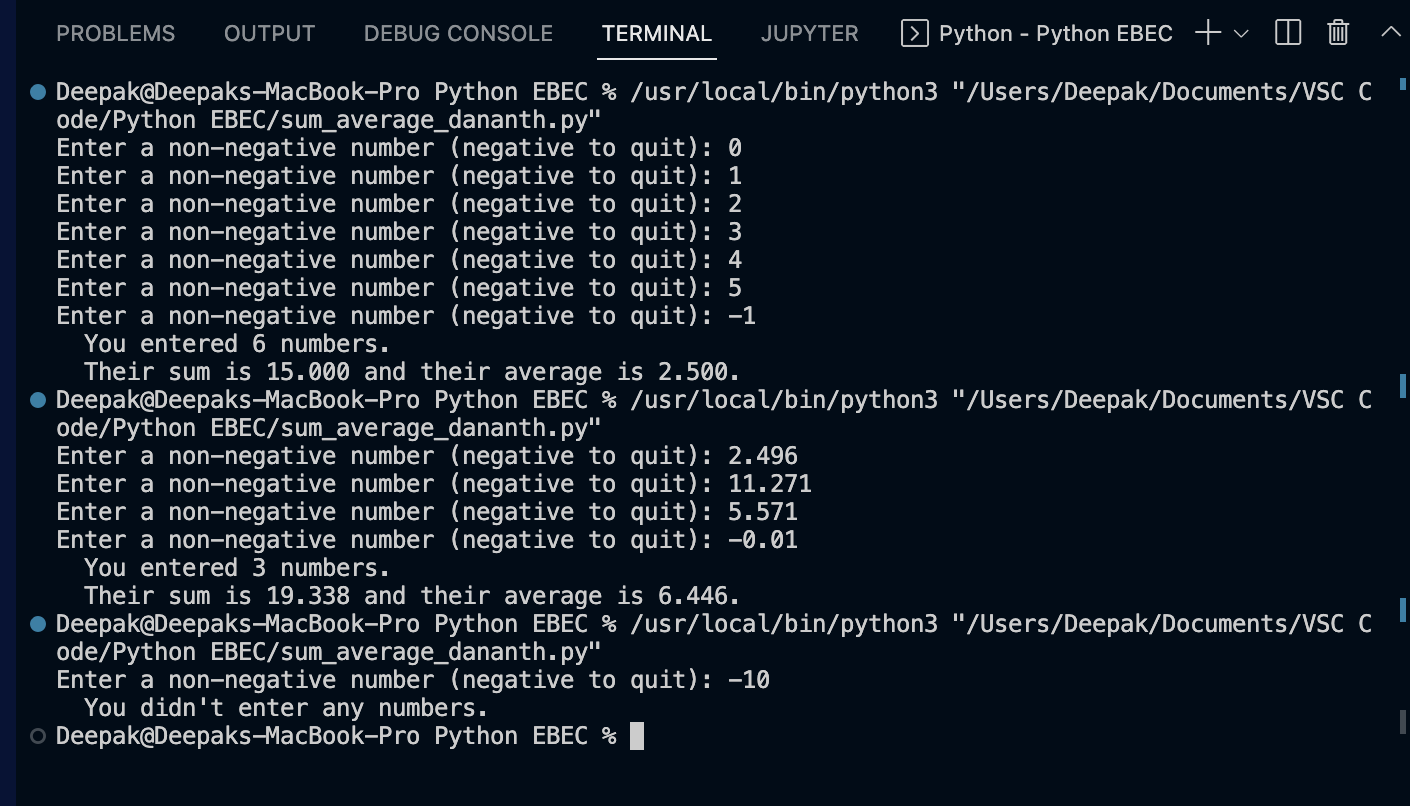 PROBLEMS OUTPUT DEBUG CONSOLE TERMINAL JUPYTER Python - Python EBEC
Deepak@Deepaks-MacBook-Pro Python EBEC % /usr/local/bin/python3 "/Users/Deepak/Documents/VSC C
ode/Python EBEC/sum_average_dananth.py"
Enter a non-negative number (negative to quit): 0
Enter a non-negative number (negative to quit): 1
Enter a non-negative number (negative to quit): 2
Enter a non-negative number (negative to quit): 3
Enter a non-negative number (negative to quit): 4
Enter a non-negative number (negative to quit): 5
Enter a non-negative number (negative to quit): -1
  You entered 6 numbers.
  Their sum is 15.000 and their average is 2.500.
Deepak@Deepaks-MacBook-Pro Python EBEC % /usr/local/bin/python3 "/Users/Deepak/Documents/VSC C
ode/Python EBEC/sum_average_dananth.py"
Enter a non-negative number (negative to quit): 2.496
Enter a non-negative number (negative to quit): 11.271
Enter a non-negative number (negative to quit): 5.571
Enter a non-negative number (negative to quit): -0.01
  You entered 3 numbers.
  Their sum is 19.338 and their average is 6.446.
Deepak@Deepaks-MacBook-Pro Python EBEC % /usr/local/bin/python3 "/Users/Deepak/Documents/VSC C
ode/Python EBEC/sum_average_dananth.py"
Enter a non-negative number (negative to quit): -10
  You didn't enter any numbers.
Deepak@Deepaks-MacBook-Pro Python EBEC %